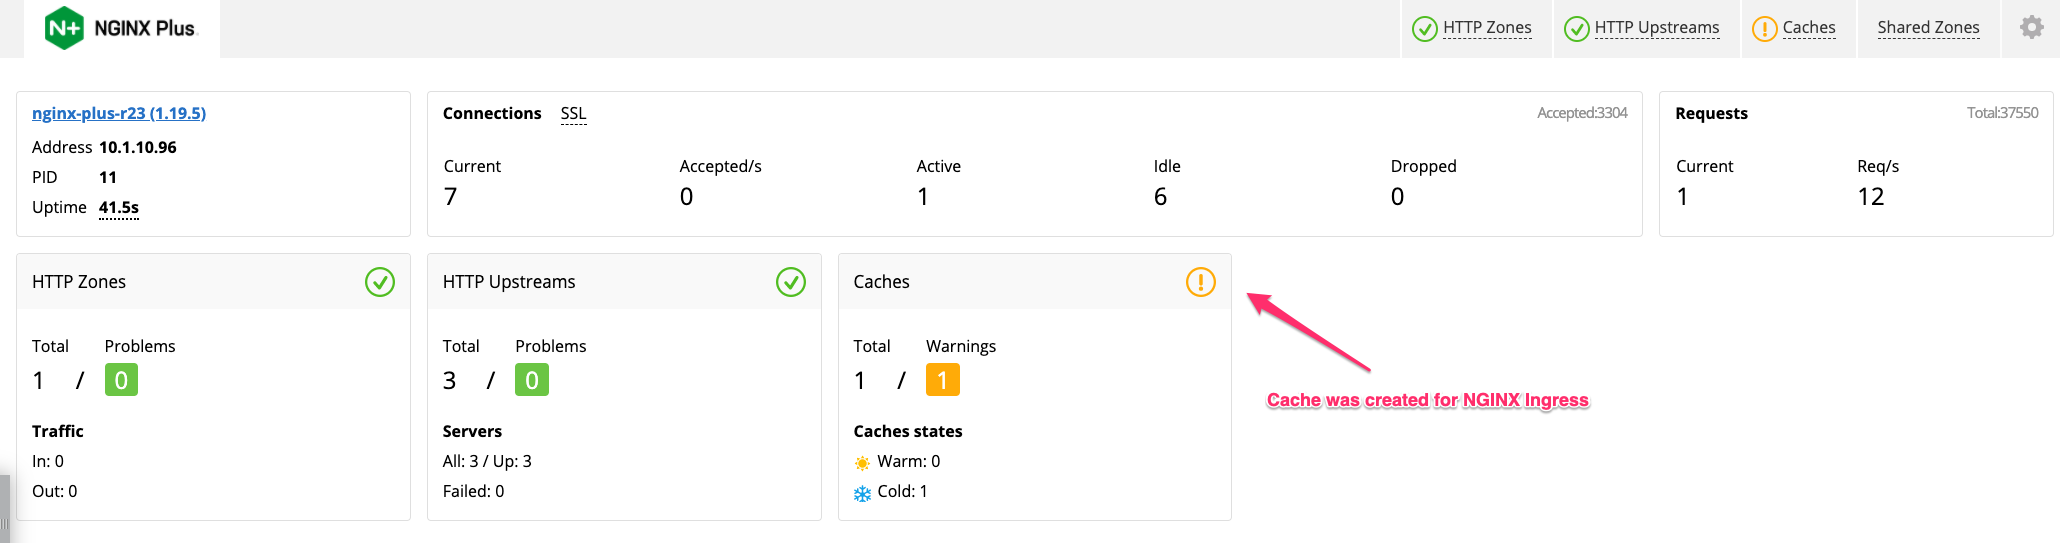 N+ NGINX Plus.
HTTP Zones
HTTP Upstreams
Caches
Shared Zones
nginx-plus-r23 (1.19.5)
Address 10.1.10.96
PID 11
Uptime 41.5s
Connections SSL Accepted:3304
Current Accepted/s Active Idle Dropped
7 0 1 6 0
Requests Total:37550
Current Req/s
1 12
HTTP Zones
Total Problems
1 / 0
Traffic
In: 0
Out: 0
HTTP Upstreams
Total Problems
3 / 0
Servers
All: 3 / Up: 3
Failed: 0
Caches
Total Warnings
1 / 1
Caches states
Warm: 0
Cold: 1
Cache was created for NGINX Ingress